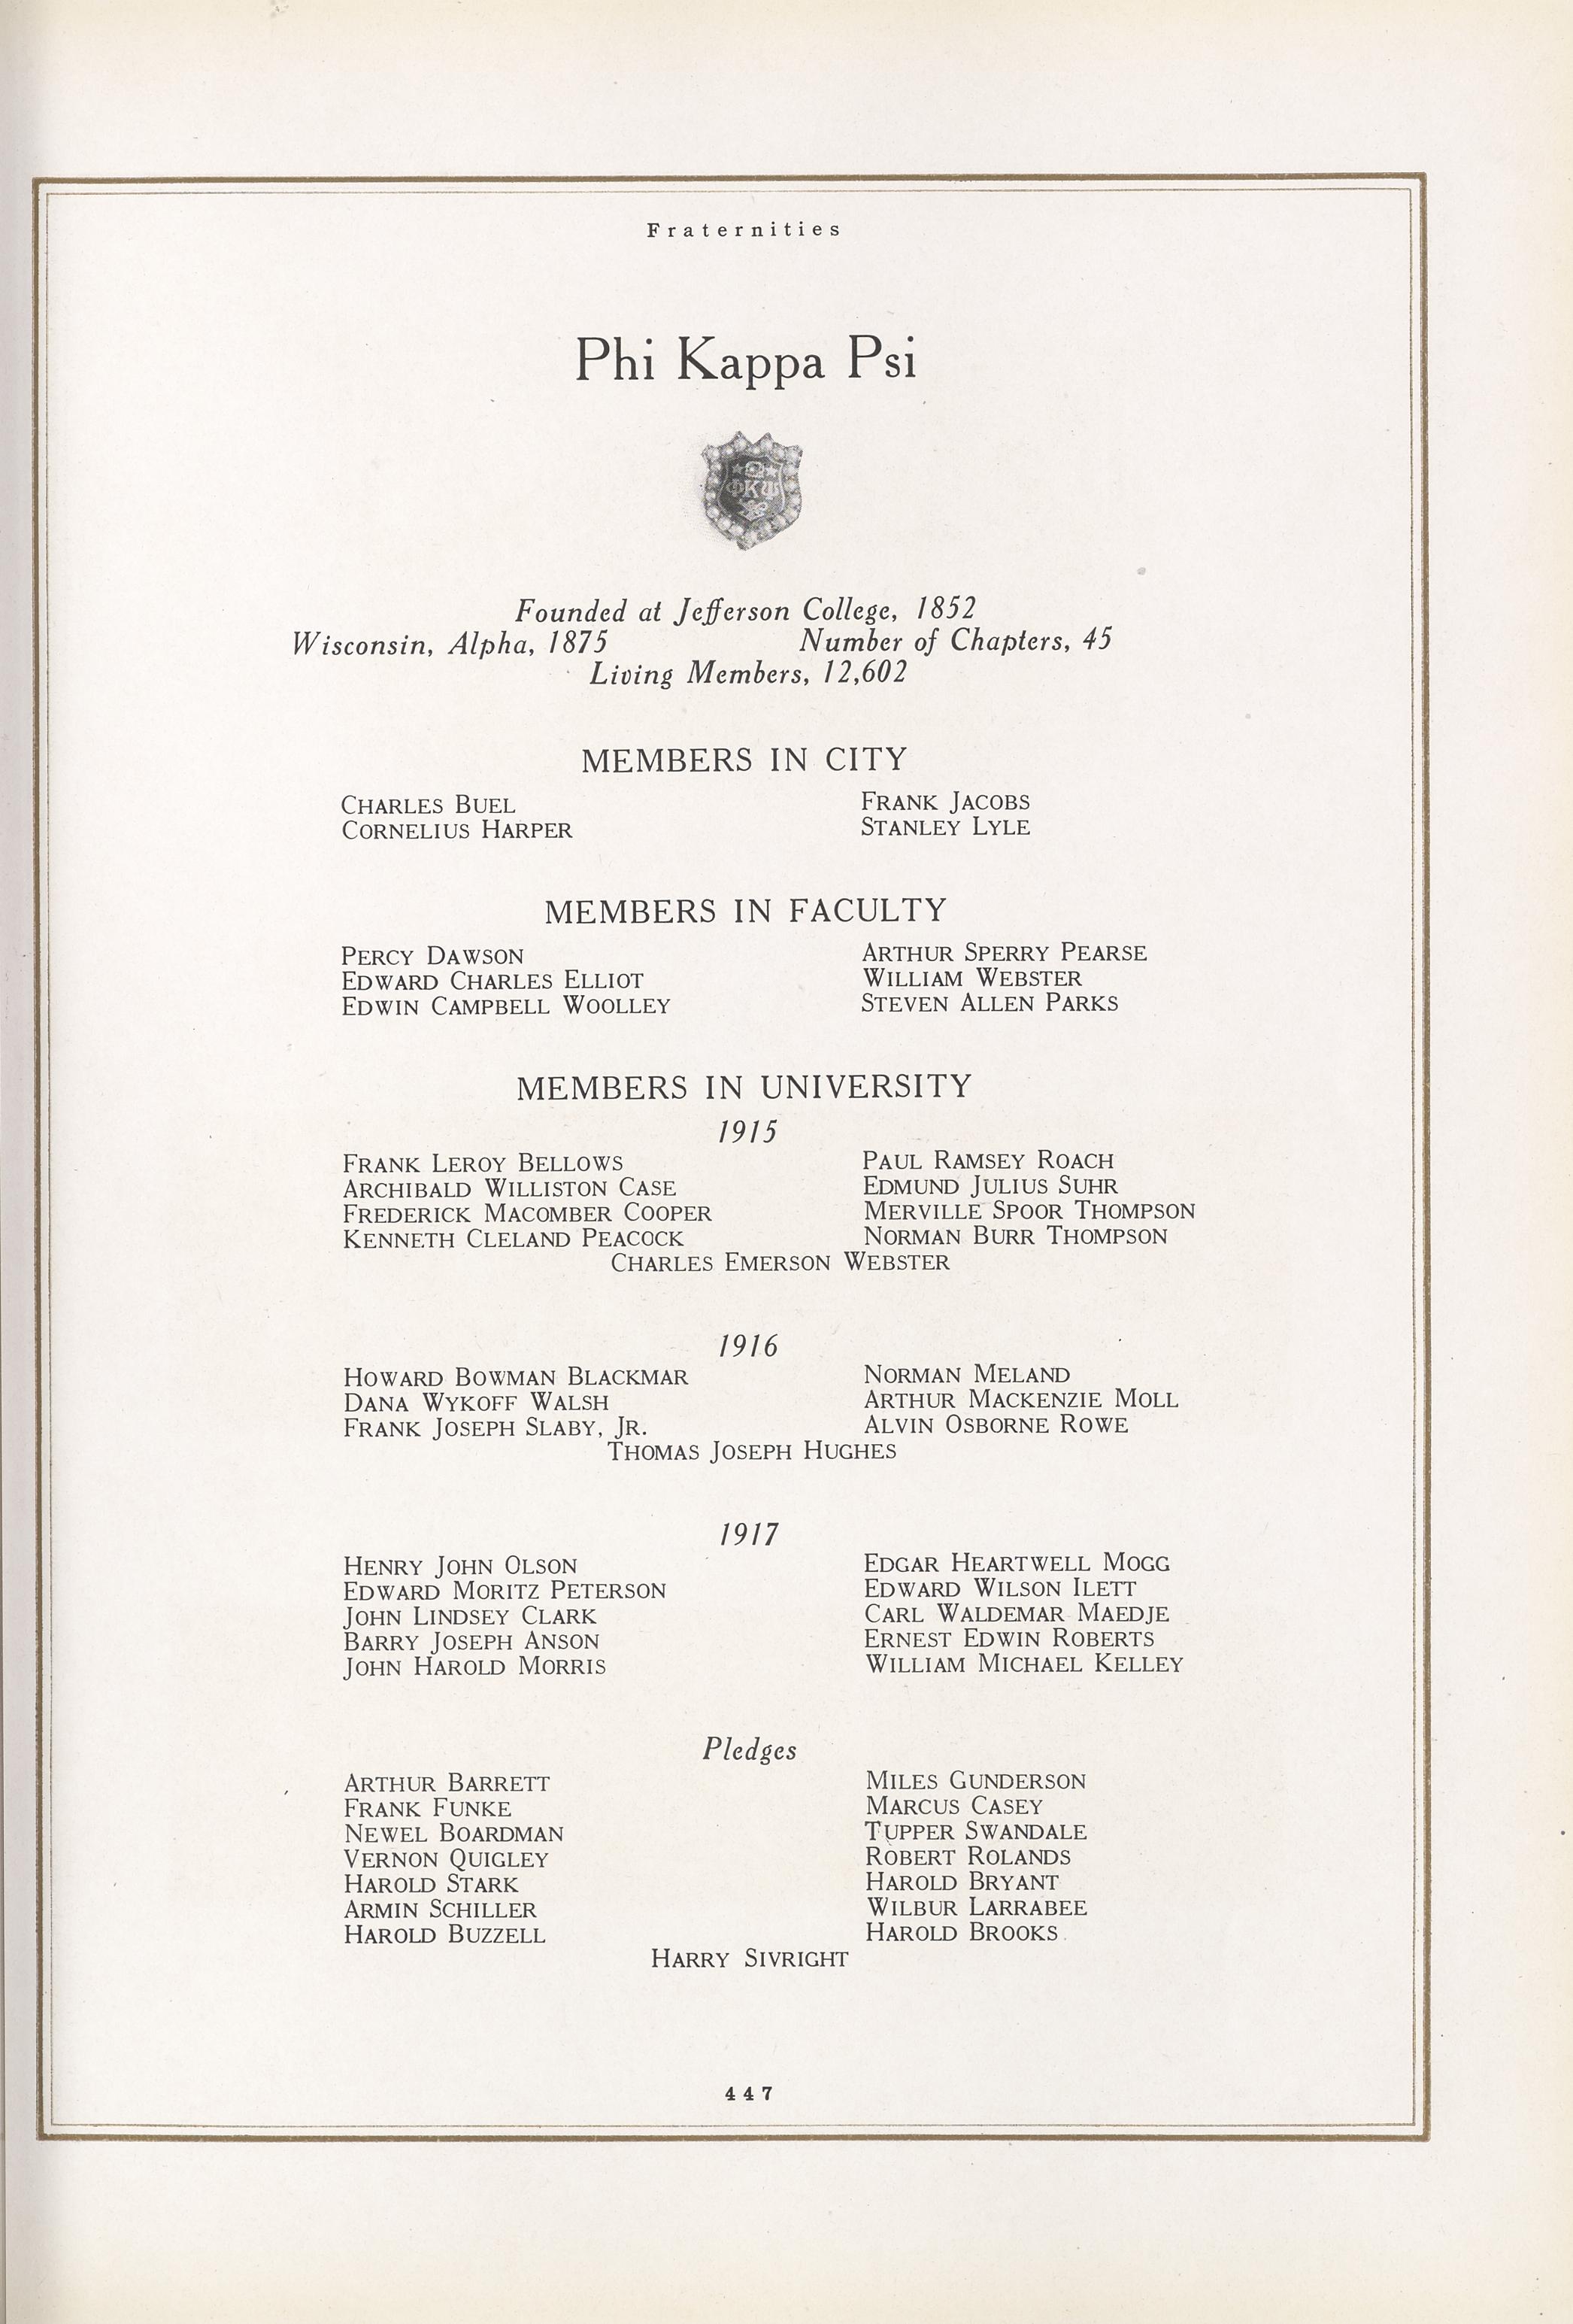 Fraternities
Phi Kappa Psi
ΦΚΨ
Founded at Jefferson College, 1852
Wisconsin, Alpha, 1875 Number of Chapters, 45
Living Members, 12,602
MEMBERS IN CITY
CHARLES BUEL FRANK JACOBS
CORNELIUS HARPER STANLEY LYLE
MEMBERS IN FACULTY
PERCY DAWSON ARTHUR SPERRY PEARSE
EDWARD CHARLES ELLIOT WILLIAM WEBSTER
EDWIN CAMPBELL WOOLLEY STEVEN ALLEN PARKS
MEMBERS IN UNIVERSITY
1915
FRANK LEROY BELLOWS PAUL RAMSEY ROACH
ARCHIBALD WILLISTON CASE EDMUND JULIUS SUHR
FREDERICK MACOMBER COOPER MERVILLE SPOOR THOMPSON
KENNETH CLELAND PEACOCK NORMAN BURR THOMPSON
CHARLES EMERSON WEBSTER
1916
HOWARD BOWMAN BLACKMAR NORMAN MELAND
DANA WYKOFF WALSH ARTHUR MACKENZIE MOLL
FRANK JOSEPH SLABY, JR. ALVIN OSBORNE ROWE
THOMAS JOSEPH HUGHES
1917
HENRY JOHN OLSON EDGAR HEARTWELL MOGG
EDWARD MORITZ PETERSON EDWARD WILSON ILETT
JOHN LINDSEY CLARK CARL WALDEMAR MAEDJE
BARRY JOSEPH ANSON ERNEST EDWIN ROBERTS
JOHN HAROLD MORRIS WILLIAM MICHAEL KELLEY
Pledges
ARTHUR BARRETT MILES GUNDERSON
FRANK FUNKE MARCUS CASEY
NEWEL BOARDMAN TUPPER SWANDALE
VERNON QUIGLEY ROBERT ROLANDS
HAROLD STARK HAROLD BRYANT
ARMIN SCHILLER WILBUR LARRABEE
HAROLD BUZZELL HAROLD BROOKS
HARRY SIVRIGHT
447